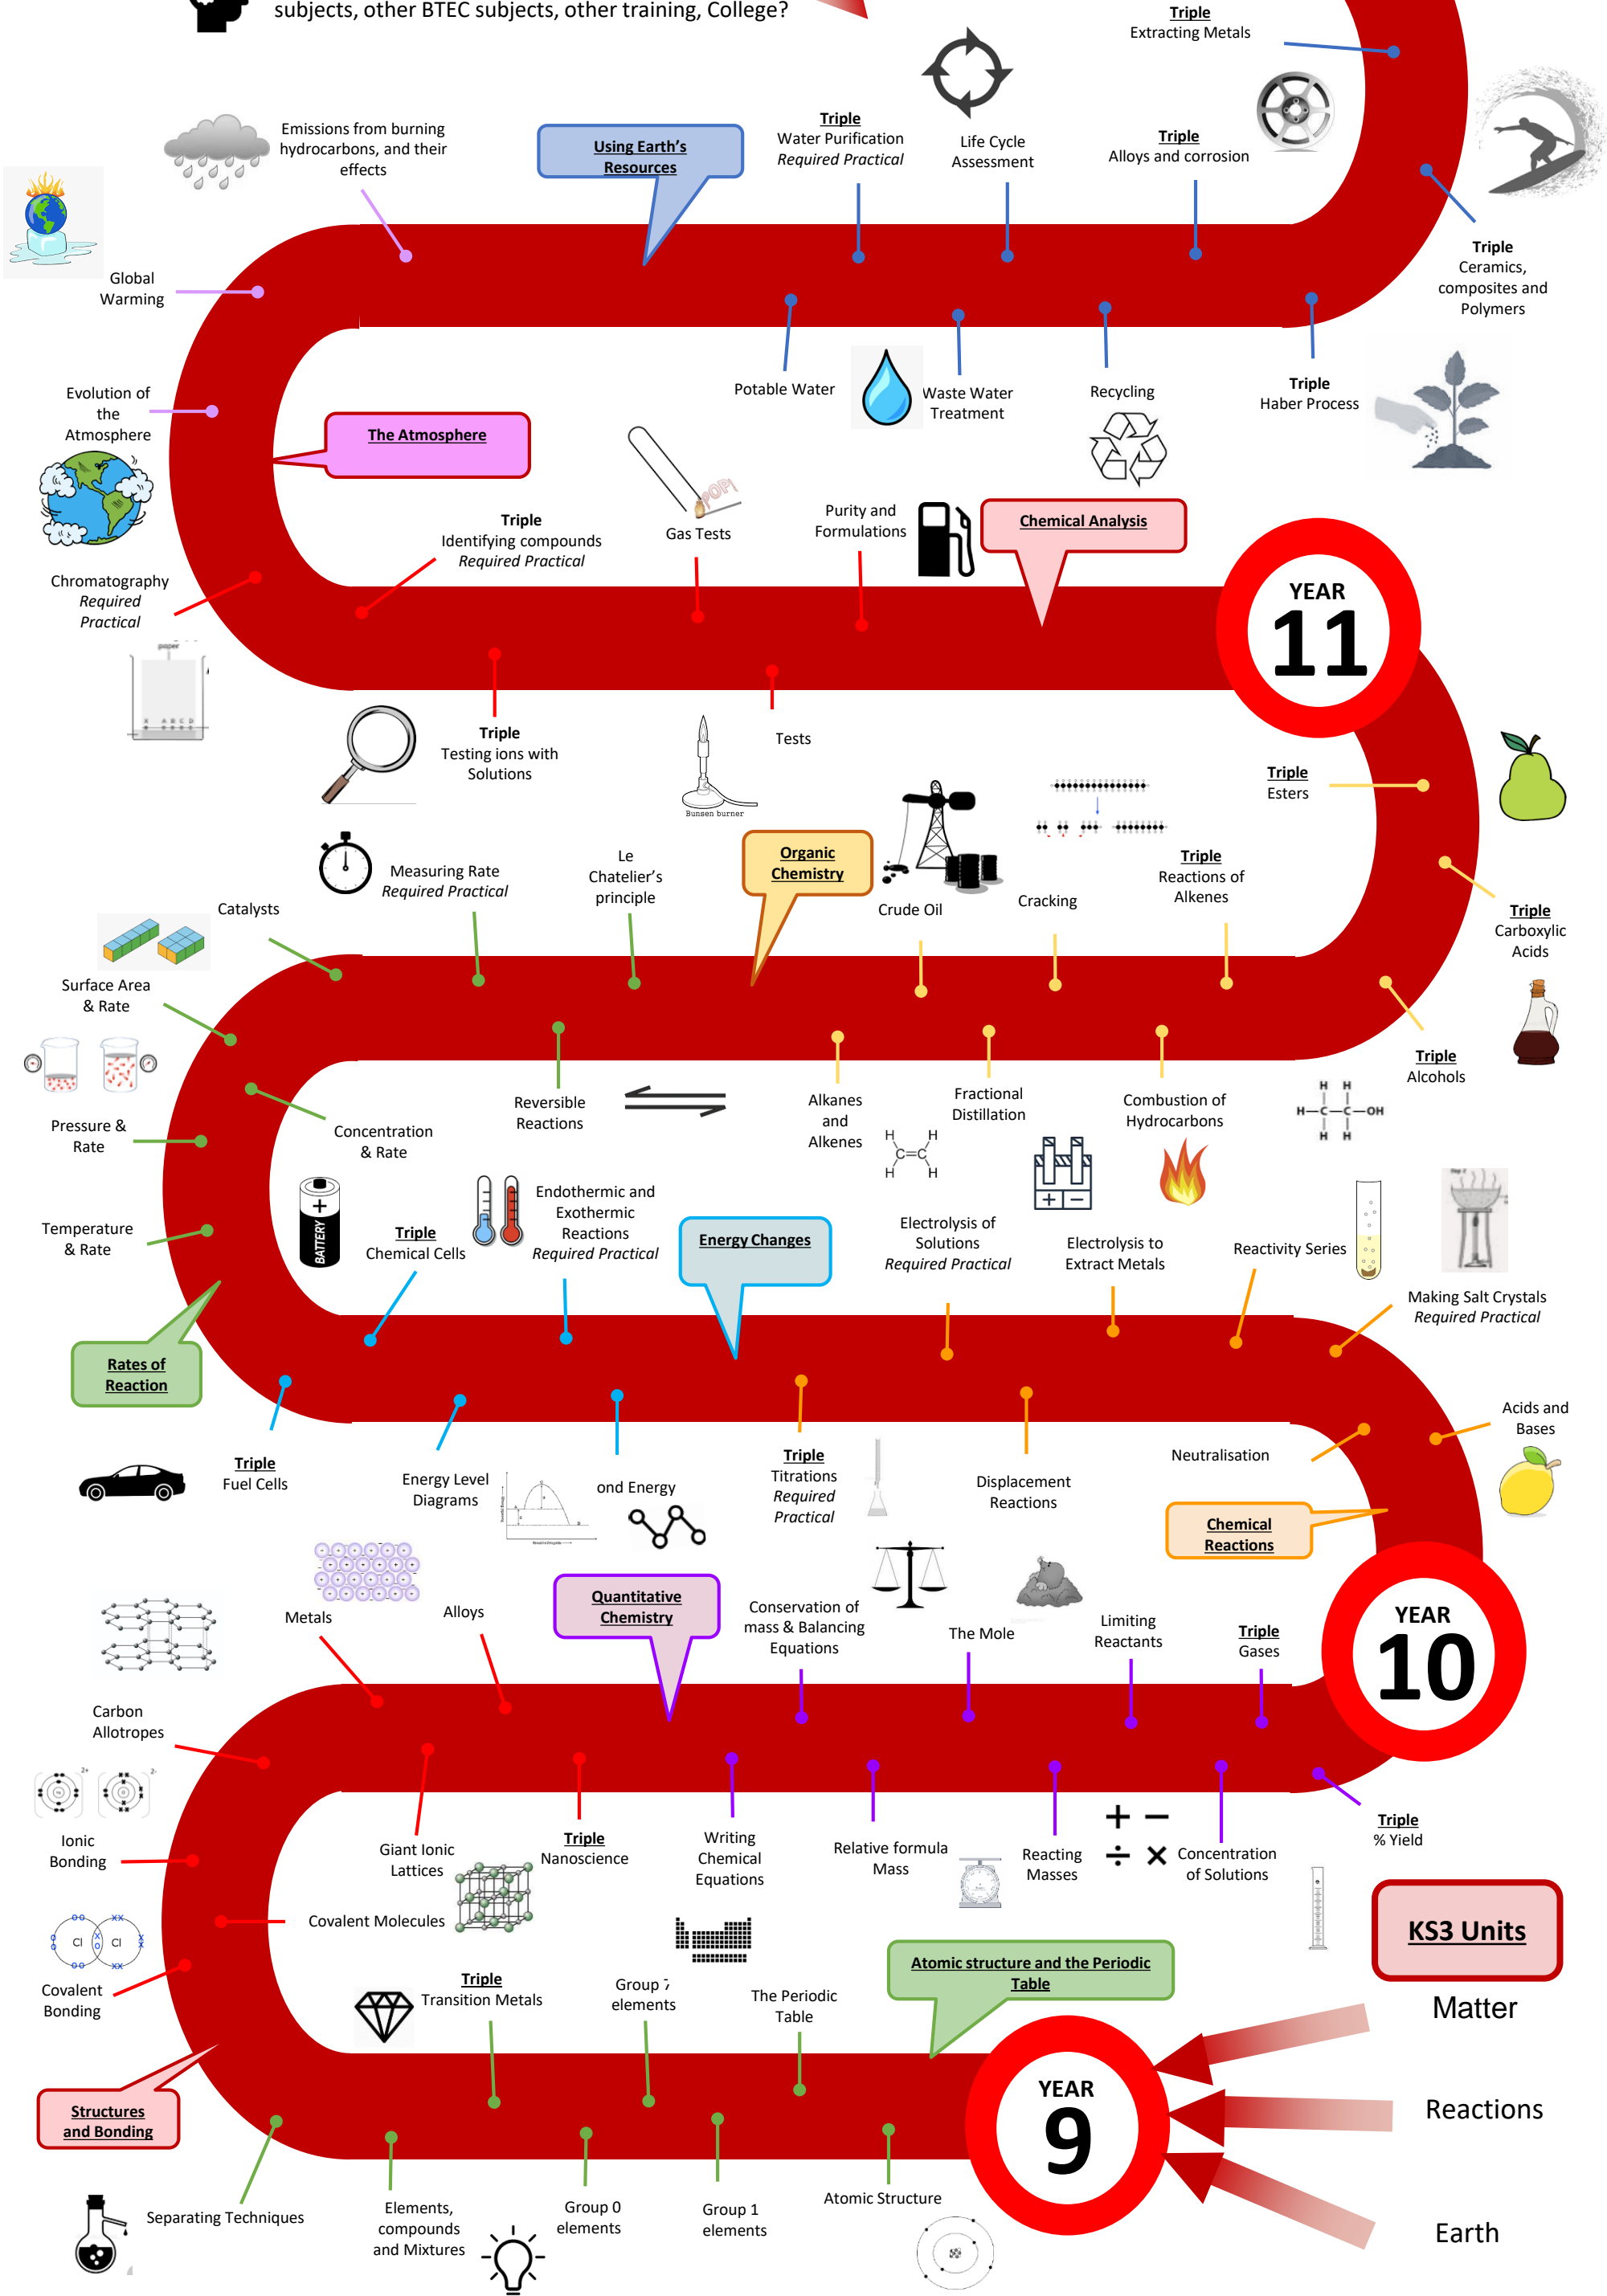 subjects, other BTEC subjects, other training, College?
Triple
Extracting Metals
Emissions from burning
hydrocarbons, and their
effects
Using Earth's
Resources
Triple
Water Purification
Required Practical
Life Cycle
Assessment
Triple
Alloys and corrosion
Triple
Ceramics,
composites and
Polymers
Global
Warming
Potable Water
Waste Water
Treatment
Recycling
Triple
Haber Process
Evolution of
the
Atmosphere
The Atmosphere
POP!
Triple
Identifying compounds
Required Practical
Gas Tests
Purity and
Formulations
Chemical Analysis
YEAR
11
Chromatography
Required
Practical
paper
X A B C D
Triple
Testing ions with
Solutions
Bunsen burner
Tests
Triple
Esters
Measuring Rate
Required Practical
Le
Chatelier's
principle
Organic
Chemistry
Crude Oil
Cracking
Triple
Reactions of
Alkenes
Triple
Carboxylic
Acids
Catalysts
Surface Area
& Rate
Triple
Alcohols
Pressure &
Rate
Concentration
& Rate
Reversible
Reactions
Alkanes
and
Alkenes
H H
C=C
H H
Fractional
Distillation
Combustion of
Hydrocarbons
H H
H-C-C-OH
H H
Temperature
& Rate
+
BATTERY
Triple
Chemical Cells
Endothermic and
Exothermic
Reactions
Required Practical
Energy Changes
Electrolysis of
Solutions
Required Practical
+ −
Electrolysis to
Extract Metals
Reactivity Series
Making Salt Crystals
Required Practical
Rates of
Reaction
Triple
Fuel Cells
Energy Level
Diagrams
ond Energy
Triple
Titrations
Required
Practical
Displacement
Reactions
Neutralisation
Acids and
Bases
Chemical
Reactions
YEAR
10
Metals
Alloys
Quantitative
Chemistry
Conservation of
mass & Balancing
Equations
The Mole
Limiting
Reactants
Triple
Gases
Carbon
Allotropes
2+ 2-
Ionic
Bonding
Giant Ionic
Lattices
Triple
Nanoscience
Writing
Chemical
Equations
Relative formula
Mass
Reacting
Masses
+ −
÷ ×
Concentration
of Solutions
Triple
% Yield
Covalent Molecules
Cl Cl
Covalent
Bonding
KS3 Units
Atomic structure and the Periodic
Table
Triple
Transition Metals
Group 7
elements
The Periodic
Table
Matter
Structures
and Bonding
YEAR
9
Reactions
Separating Techniques
Elements,
compounds
and Mixtures
Group 0
elements
Group 1
elements
Atomic Structure
Earth